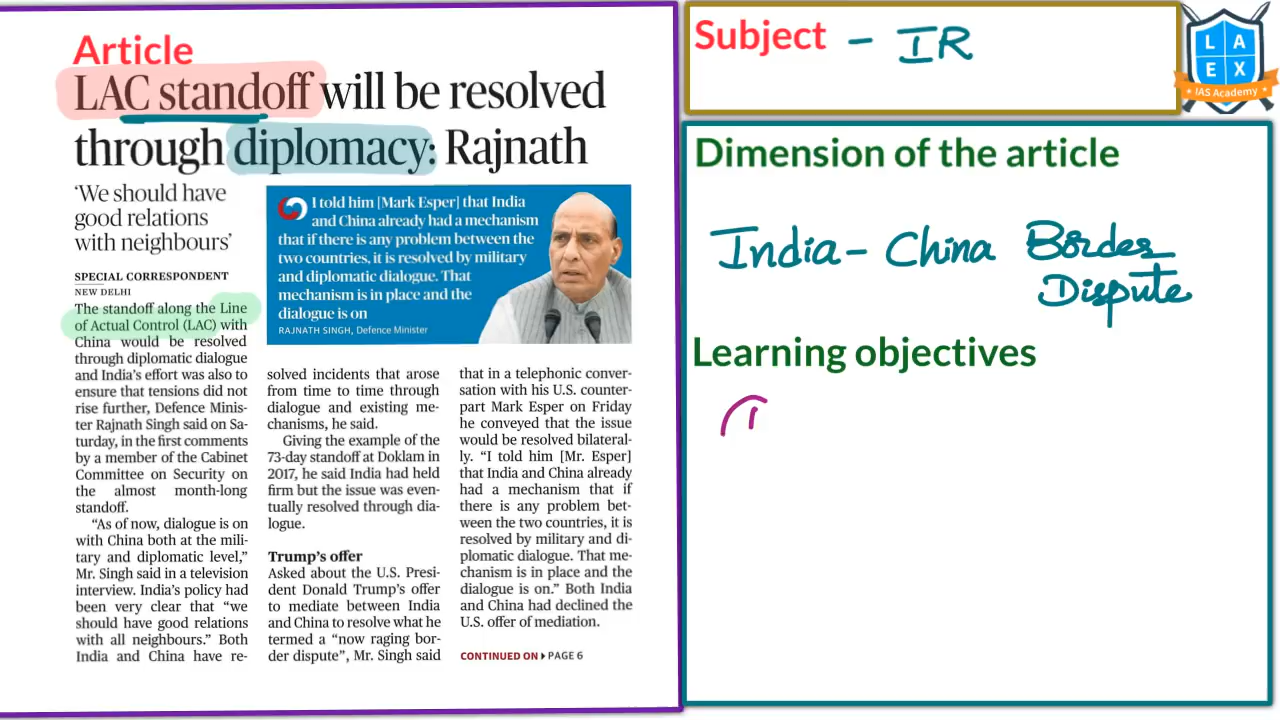 Article
LAC standoff will be resolved
through diplomacy: Rajnath
‘We should have
good relations
with neighbours’
SPECIAL CORRESPONDENT
NEW DELHI
The standoff along the Line
of Actual Control (LAC) with
China would be resolved
through diplomatic dialogue
and India’s effort was also to
ensure that tensions did not
rise further, Defence Minis-
ter Rajnath Singh said on Sa-
turday, in the first comments
by a member of the Cabinet
Committee on Security on
the almost month-long
standoff.
“As of now, dialogue is on
with China both at the mili-
tary and diplomatic level,”
Mr. Singh said in a television
interview. India’s policy had
been very clear that “we
should have good relations
with all neighbours.” Both
India and China have re-
I told him [Mark Esper] that India
and China already had a mechanism
that if there is any problem between the
two countries, it is resolved by military
and diplomatic dialogue. That
mechanism is in place and the
dialogue is on
RAJNATH SINGH, Defence Minister
solved incidents that arose
from time to time through
dialogue and existing me-
chanisms, he said.
Giving the example of the
73-day standoff at Doklam in
2017, he said India had held
firm but the issue was even-
tually resolved through dia-
logue.
Trump’s offer
Asked about the U.S. Presi-
dent Donald Trump’s offer
to mediate between India
and China to resolve what he
termed a “now raging bor-
der dispute”, Mr. Singh said
that in a telephonic conver-
sation with his U.S. counter-
part Mark Esper on Friday
he conveyed that the issue
would be resolved bilateral-
ly. “I told him [Mr. Esper]
that India and China already
had a mechanism that if
there is any problem bet-
ween the two countries, it is
resolved by military and di-
plomatic dialogue. That me-
chanism is in place and the
dialogue is on.” Both India
and China had declined the
U.S. offer of mediation.
CONTINUED ON PAGE 6
Subject - IR
LA
EX
IAS Academy
Dimension of the article
India - China Border
Dispute
Learning objectives